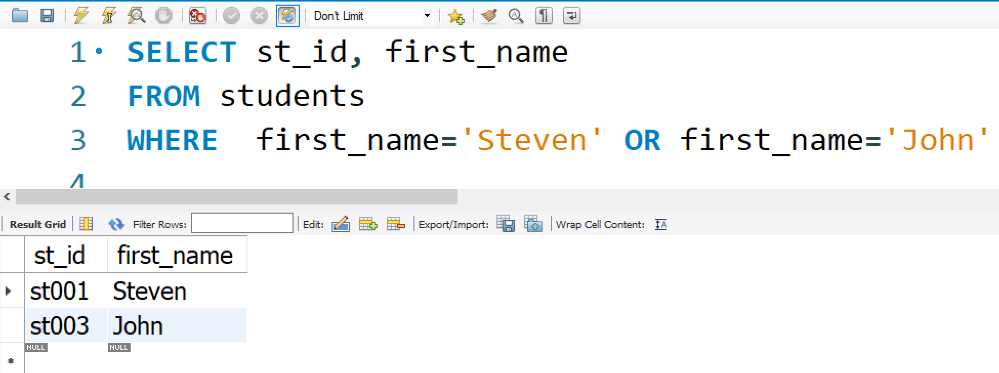 Don't Limit
1 SELECT st_id, first_name
2 FROM students
3 WHERE  first_name='Steven' OR first_name='John'
4
Result Grid Filter Rows: Edit: Export/Import: Wrap Cell Content:
st_id first_name
st001 Steven
st003 John
NULL NULL